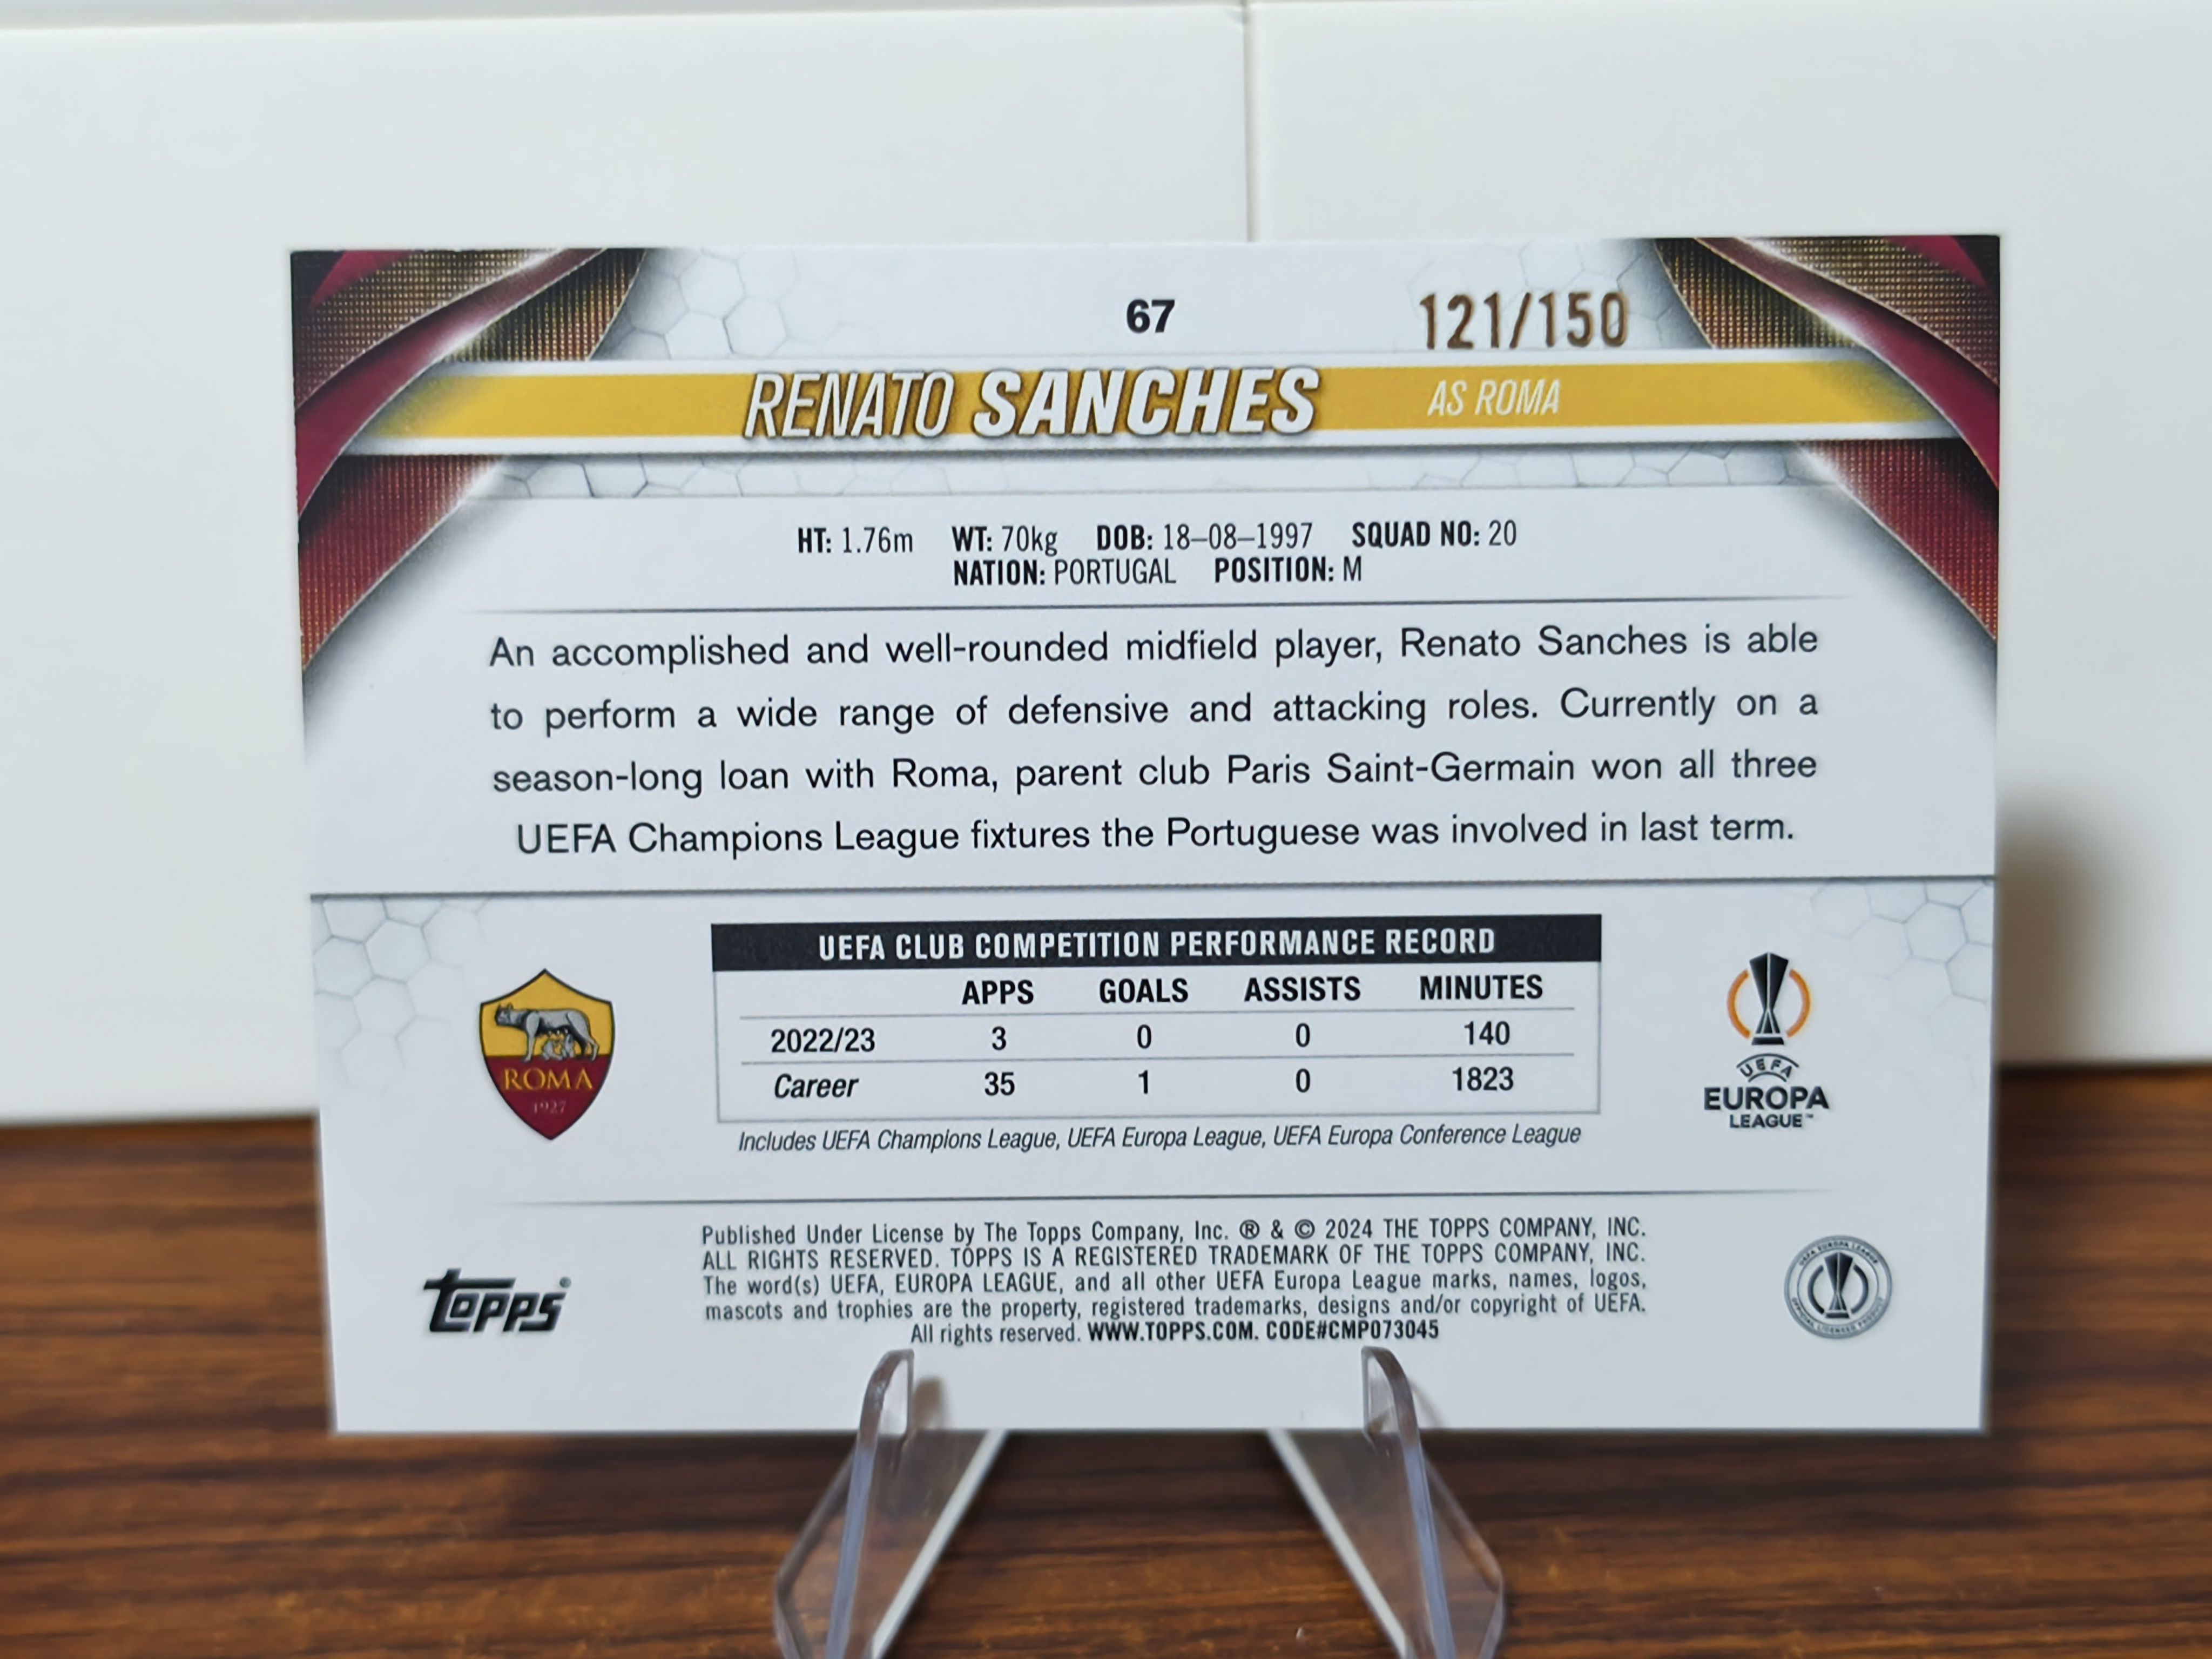 67
121/150
RENATO SANCHES AS ROMA
HT: 1.76m WT: 70kg DOB: 18–08–1997 SQUAD NO: 20
NATION: PORTUGAL POSITION: M
An accomplished and well-rounded midfield player, Renato Sanches is able
to perform a wide range of defensive and attacking roles. Currently on a
season-long loan with Roma, parent club Paris Saint-Germain won all three
UEFA Champions League fixtures the Portuguese was involved in last term.
UEFA CLUB COMPETITION PERFORMANCE RECORD
APPS GOALS ASSISTS MINUTES
2022/23 3 0 0 140
Career 35 1 0 1823
Includes UEFA Champions League, UEFA Europa League, UEFA Europa Conference League
ROMA
1927
UEFA
EUROPA
LEAGUE™
Topps®
Published Under License by The Topps Company, Inc. ® & © 2024 THE TOPPS COMPANY, INC.
ALL RIGHTS RESERVED. TOPPS IS A REGISTERED TRADEMARK OF THE TOPPS COMPANY, INC.
The word(s) UEFA, EUROPA LEAGUE, and all other UEFA Europa League marks, names, logos,
mascots and trophies are the property, registered trademarks, designs and/or copyright of UEFA.
All rights reserved. WWW.TOPPS.COM. CODE#CMP073045
UEFA EUROPA LEAGUE
OFFICIAL LICENSED PRODUCT